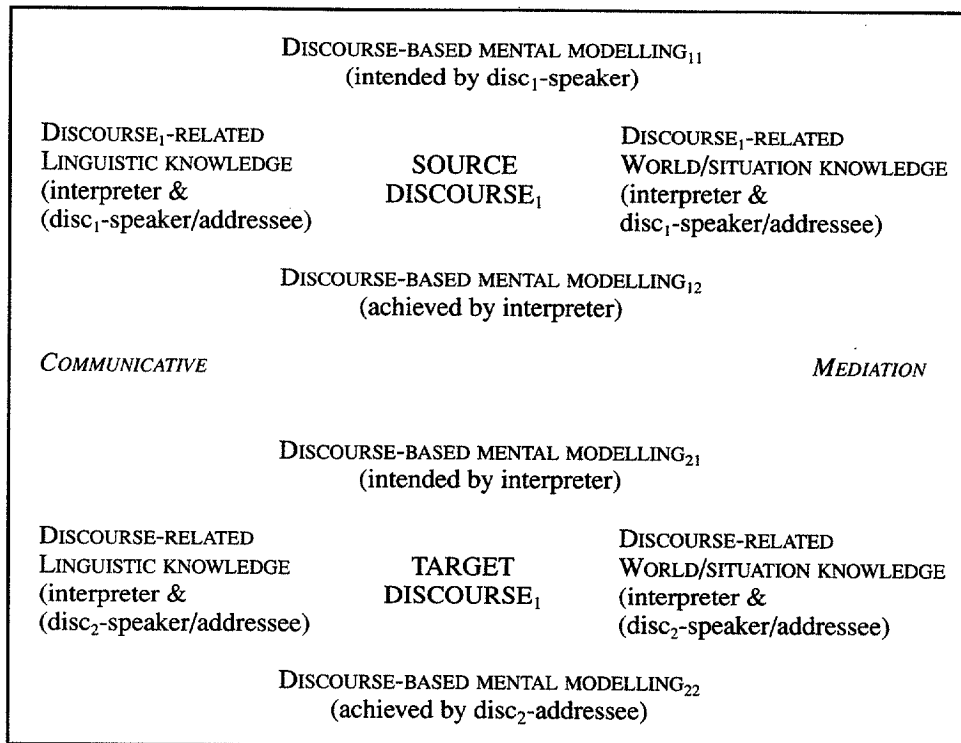 DISCOURSE-BASED MENTAL MODELLING₁₁
(intended by disc₁-speaker)
DISCOURSE₁-RELATED
LINGUISTIC KNOWLEDGE
(interpreter &
(disc₁-speaker/addressee)
SOURCE
DISCOURSE₁
DISCOURSE₁-RELATED
WORLD/SITUATION KNOWLEDGE
(interpreter &
disc₁-speaker/addressee)
DISCOURSE-BASED MENTAL MODELLING₁₂
(achieved by interpreter)
COMMUNICATIVE MEDIATION
DISCOURSE-BASED MENTAL MODELLING₂₁
(intended by interpreter)
DISCOURSE-RELATED
LINGUISTIC KNOWLEDGE
(interpreter &
(disc₂-speaker/addressee)
TARGET
DISCOURSE₁
DISCOURSE-RELATED
WORLD/SITUATION KNOWLEDGE
(interpreter &
(disc₂-speaker/addressee)
DISCOURSE-BASED MENTAL MODELLING₂₂
(achieved by disc₂-addressee)